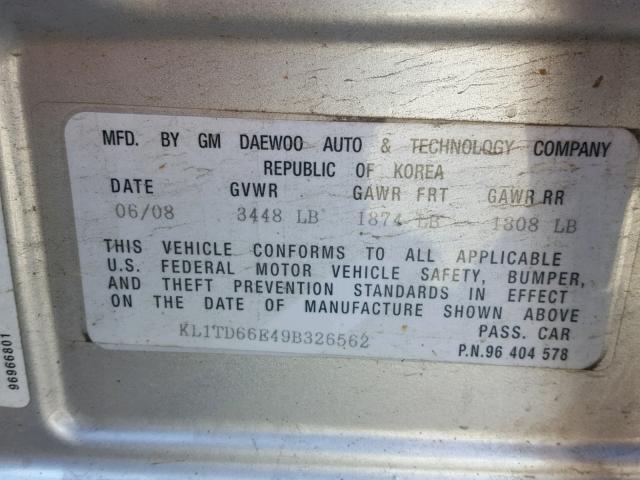 MFD. BY GM DAEWOO AUTO & TECHNOLOGY COMPANY
REPUBLIC OF KOREA
DATE GVWR GAWR FRT GAWR RR
06/08 3448 LB 1874 LB 1808 LB
THIS VEHICLE CONFORMS TO ALL APPLICABLE
U.S. FEDERAL MOTOR VEHICLE SAFETY, BUMPER,
AND THEFT PREVENTION STANDARDS IN EFFECT
ON THE DATE OF MANUFACTURE SHOWN ABOVE
PASS. CAR
KL1TD66E49B326562
P.N.96 404 578
96966801